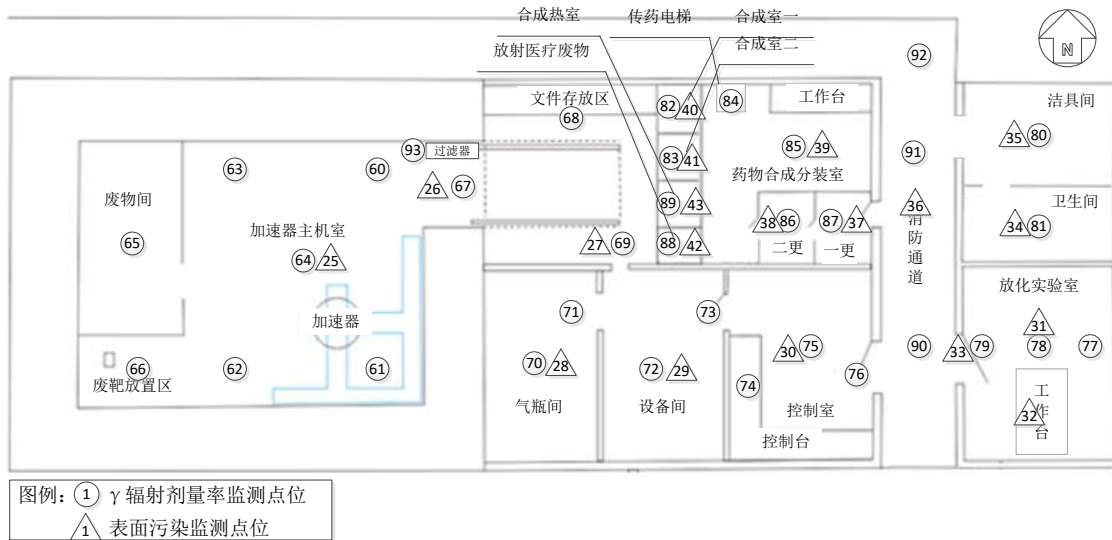 合成热室
传药电梯
合成室一
放射医疗废物
合成室二
N
92
文件存放区
82
40
84
工作台
洁具间
68
35
80
93
过滤器
83
41
85
39
91
63
60
26
67
药物合成分装室
废物间
89
43
卫生间
36
38
86
87
37
34
81
65
加速器主机室
27
69
88
42
二更
一更
消防通道
64
25
放化实验室
71
73
加速器
31
30
75
90
33
79
78
77
66
62
61
70
28
72
29
74
76
废靶放置区
工作台
32
气瓶间
设备间
控制室
控制台
图例：
1
γ 辐射剂量率监测点位
1
表面污染监测点位